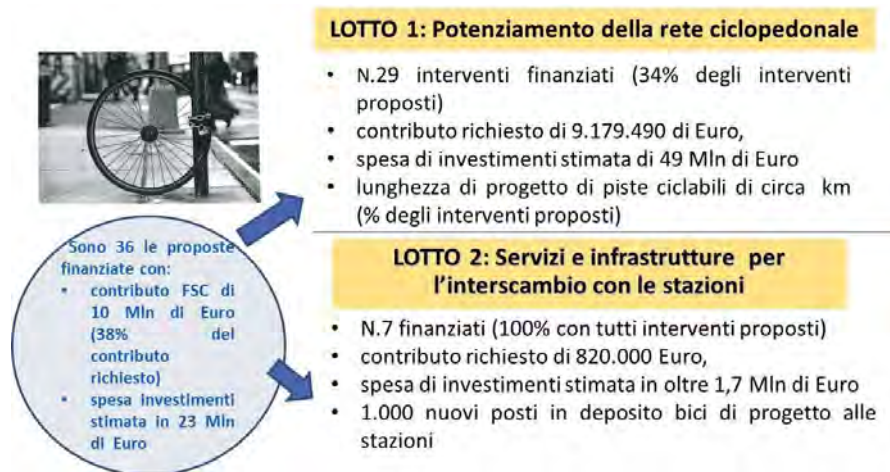 LOTTO 1: Potenziamento della rete ciclopedonale
• N.29 interventi finanziati (34% degli interventi
proposti)
• contributo richiesto di 9.179.490 di Euro,
• spesa di investimenti stimata di 49 Mln di Euro
• lunghezza di progetto di piste ciclabili di circa km
(% degli interventi proposti)
Sono 36 le proposte
finanziate con:
• contributo FSC di
10 Mln di Euro
(38% del
contributo
richiesto)
• spesa investimenti
stimata in 23 Mln
di Euro
LOTTO 2: Servizi e infrastrutture per
l'interscambio con le stazioni
• N.7 finanziati (100% con tutti interventi proposti)
• contributo richiesto di 820.000 Euro,
• spesa di investimenti stimata in oltre 1,7 Mln di Euro
• 1.000 nuovi posti in deposito bici di progetto alle
stazioni